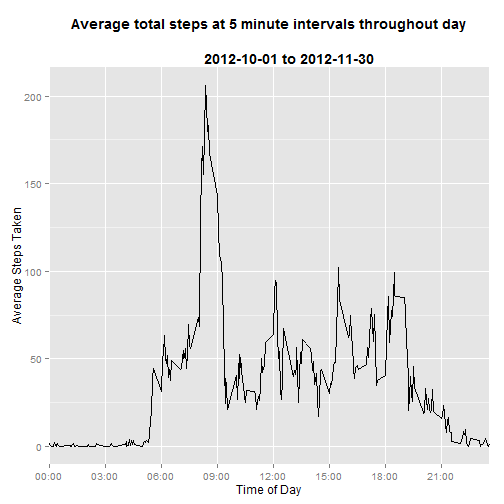 Average total steps at 5 minute intervals throughout day
2012-10-01 to 2012-11-30
200
150
100
50
0
Average Steps Taken
00:00 03:00 06:00 09:00 12:00 15:00 18:00 21:00
Time of Day